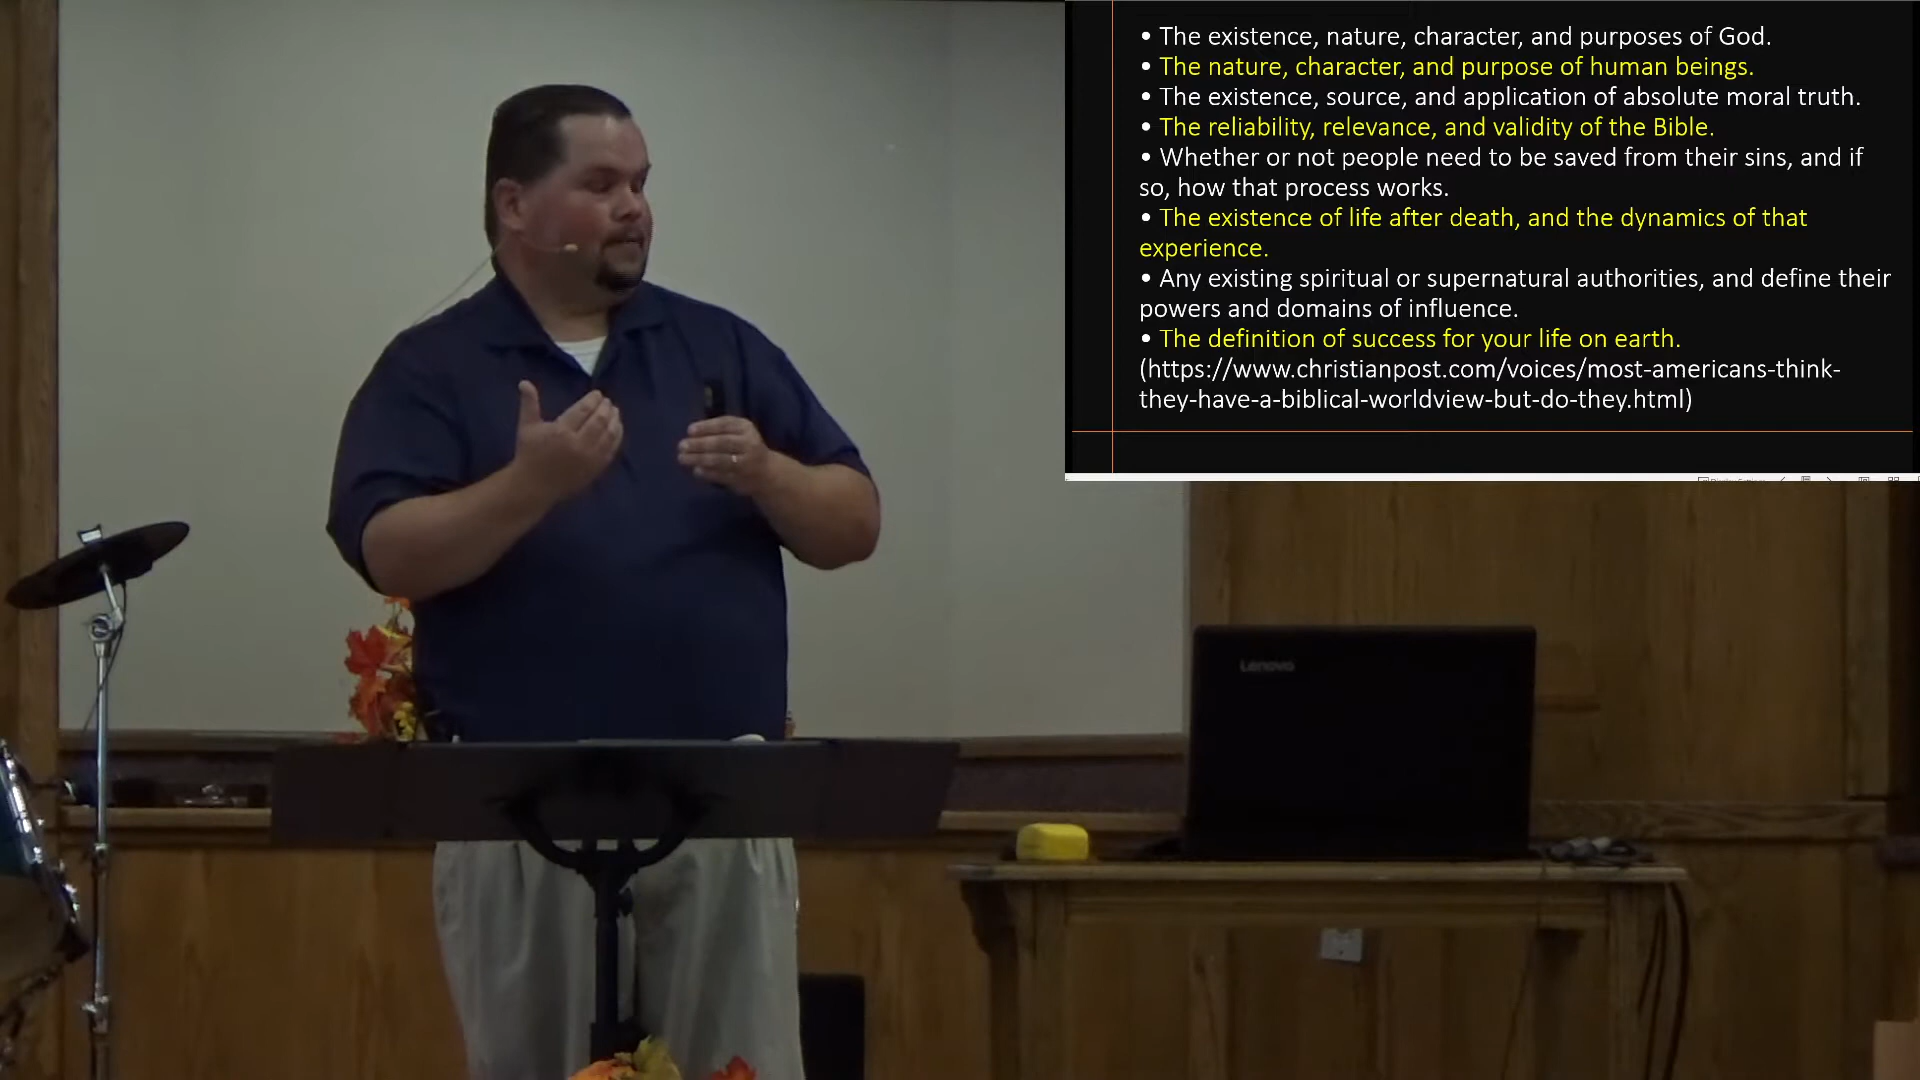 • The existence, nature, character, and purposes of God.
• The nature, character, and purpose of human beings.
• The existence, source, and application of absolute moral truth.
• The reliability, relevance, and validity of the Bible.
• Whether or not people need to be saved from their sins, and if
so, how that process works.
• The existence of life after death, and the dynamics of that
experience.
• Any existing spiritual or supernatural authorities, and define their
powers and domains of influence.
• The definition of success for your life on earth.
(https://www.christianpost.com/voices/most-americans-think-
they-have-a-biblical-worldview-but-do-they.html)
Lenovo